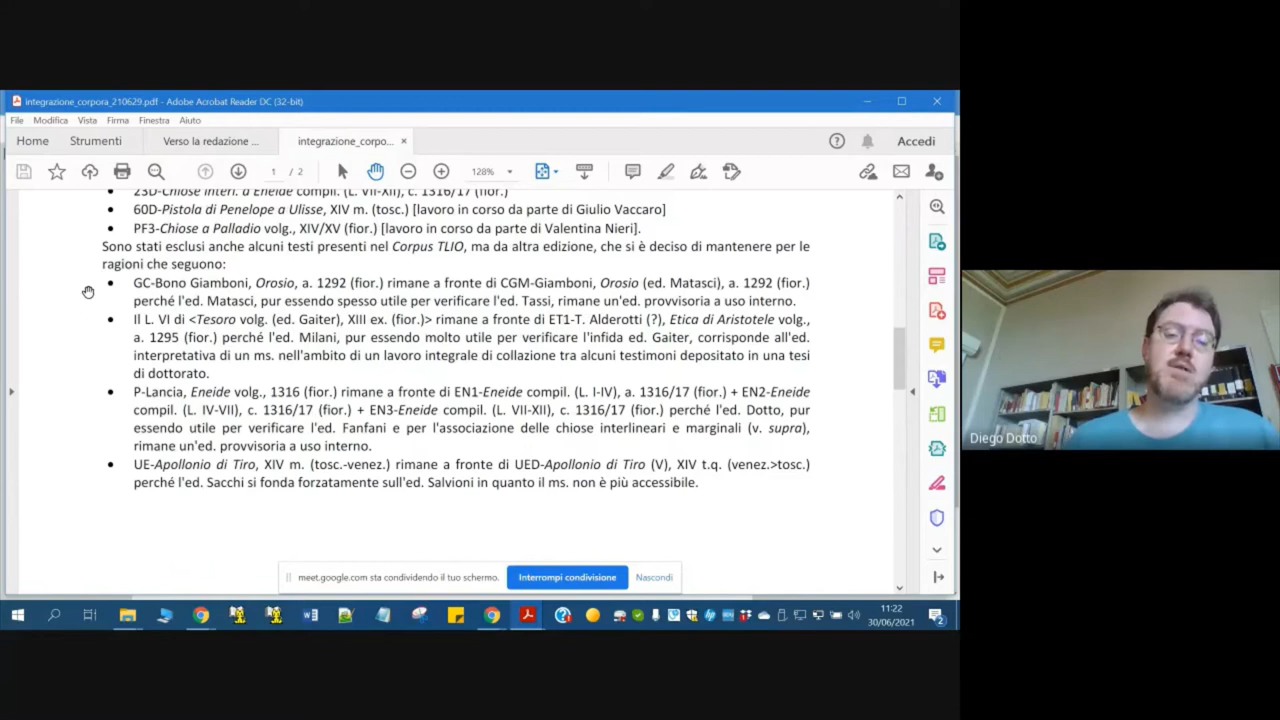 integrazione_corpora_210629.pdf - Adobe Acrobat Reader DC (32-bit)
File Modifica Vista Firma Finestra Aiuto
Home Strumenti Verso la redazione ... integrazione_corpo... × Accedi
1 / 2 128%
23D-Chiose interl. a Eneide compil. (L. VII-XII), c. 1316/17 (fior.)
60D-Pistola di Penelope a Ulisse, XIV m. (tosc.) [lavoro in corso da parte di Giulio Vaccaro]
PF3-Chiose a Palladio volg., XIV/XV (fior.) [lavoro in corso da parte di Valentina Nieri].
Sono stati esclusi anche alcuni testi presenti nel Corpus TLIO, ma da altra edizione, che si è deciso di mantenere per le
ragioni che seguono:
GC-Bono Giamboni, Orosio, a. 1292 (fior.) rimane a fronte di CGM-Giamboni, Orosio (ed. Matasci), a. 1292 (fior.)
perché l'ed. Matasci, pur essendo spesso utile per verificare l'ed. Tassi, rimane un'ed. provvisoria a uso interno.
Il L. VI di <Tesoro volg. (ed. Gaiter), XIII ex. (fior.)> rimane a fronte di ET1-T. Alderotti (?), Etica di Aristotele volg.,
a. 1295 (fior.) perché l'ed. Milani, pur essendo molto utile per verificare l'infida ed. Gaiter, corrisponde all'ed.
interpretativa di un ms. nell'ambito di un lavoro integrale di collazione tra alcuni testimoni depositato in una tesi
di dottorato.
P-Lancia, Eneide volg., 1316 (fior.) rimane a fronte di EN1-Eneide compil. (L. I-IV), a. 1316/17 (fior.) + EN2-Eneide
compil. (L. IV-VII), c. 1316/17 (fior.) + EN3-Eneide compil. (L. VII-XII), c. 1316/17 (fior.) perché l'ed. Dotto, pur
essendo utile per verificare l'ed. Fanfani e per l'associazione delle chiose interlineari e marginali (v. supra),
rimane un'ed. provvisoria a uso interno.
UE-Apollonio di Tiro, XIV m. (tosc.-venez.) rimane a fronte di UED-Apollonio di Tiro (V), XIV t.q. (venez.>tosc.)
perché l'ed. Sacchi si fonda forzatamente sull'ed. Salvioni in quanto il ms. non è più accessibile.
Diego Dotto
meet.google.com sta condividendo il tuo schermo. Interrompi condivisione Nascondi
11:22
30/06/2021
2